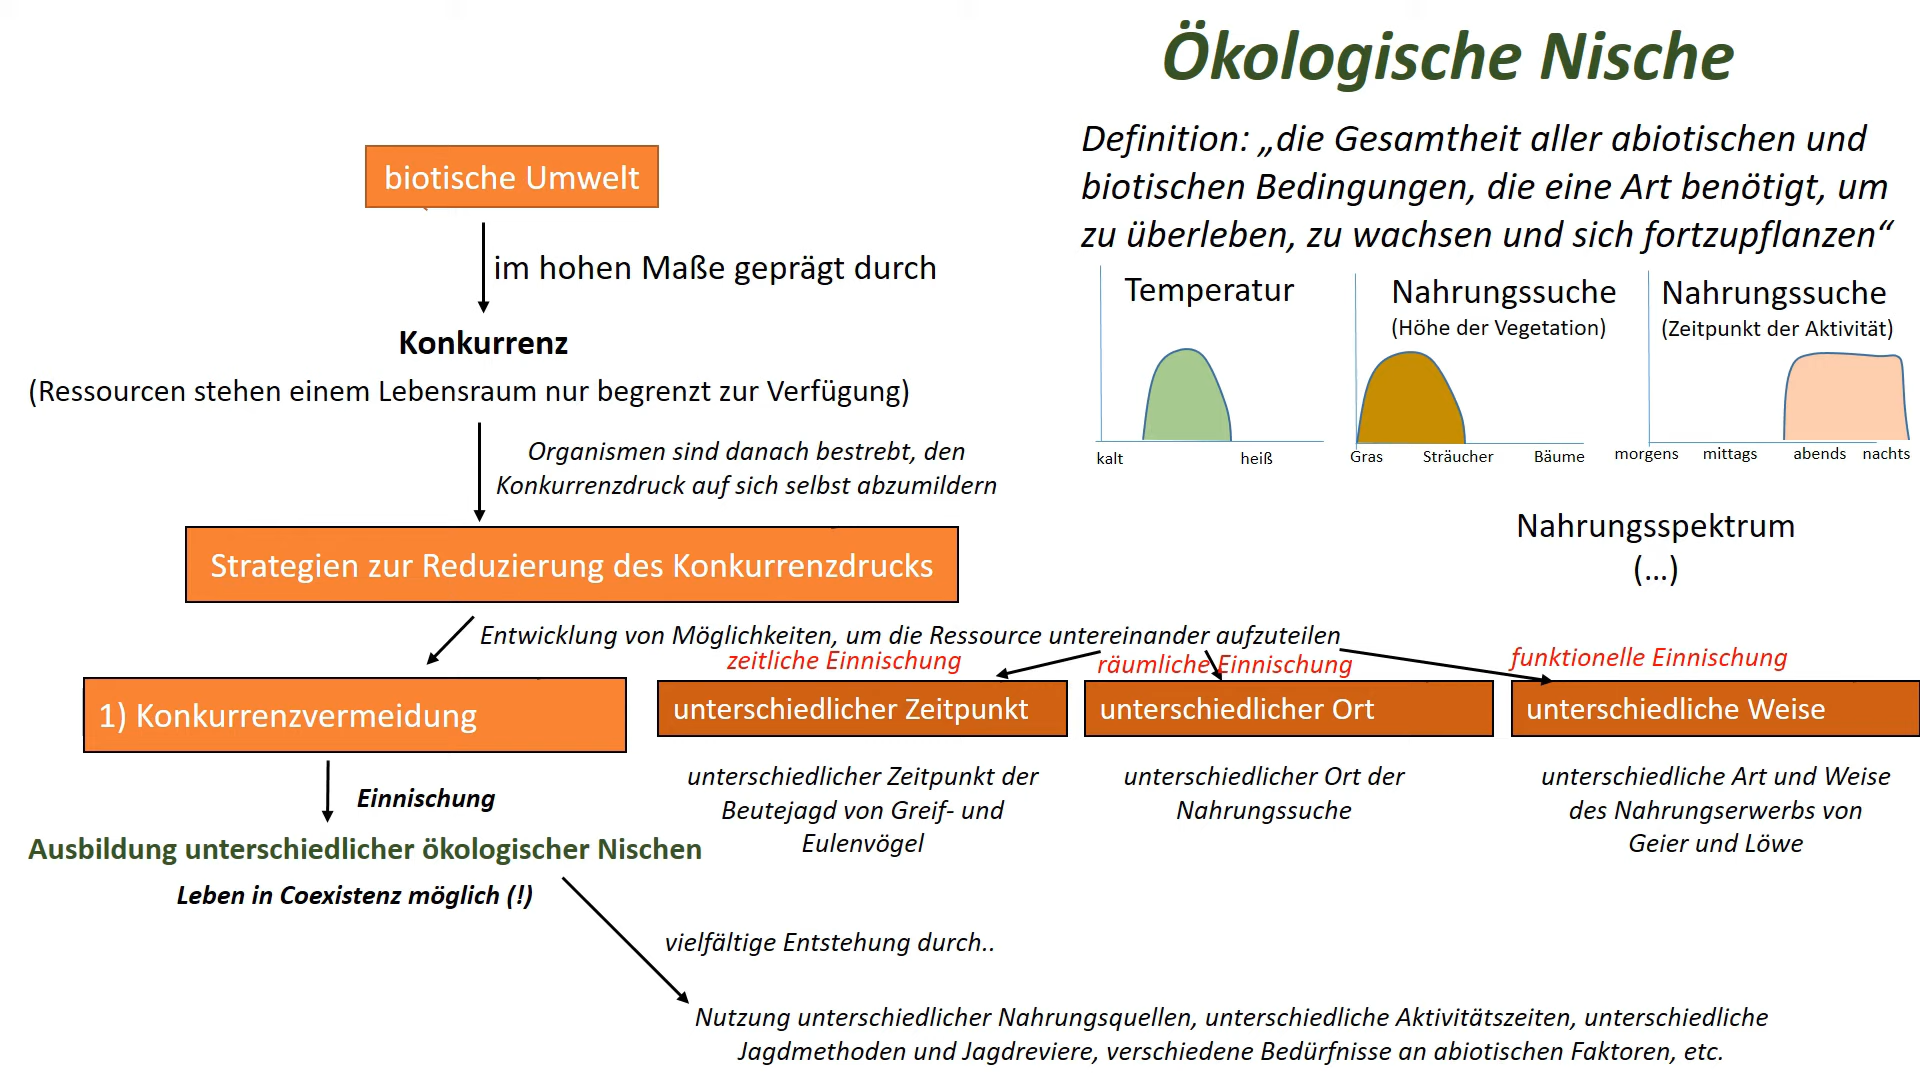 Ökologische Nische
Definition: „die Gesamtheit aller abiotischen und
biotischen Bedingungen, die eine Art benötigt, um
zu überleben, zu wachsen und sich fortzupflanzen“
Temperatur
kalt
heiß
Nahrungssuche
(Höhe der Vegetation)
Gras
Sträucher
Bäume
Nahrungssuche
(Zeitpunkt der Aktivität)
morgens
mittags
abends
nachts
Nahrungsspektrum
(...)
biotische Umwelt
im hohen Maße geprägt durch
Konkurrenz
(Ressourcen stehen einem Lebensraum nur begrenzt zur Verfügung)
Organismen sind danach bestrebt, den
Konkurrenzdruck auf sich selbst abzumildern
Strategien zur Reduzierung des Konkurrenzdrucks
Entwicklung von Möglichkeiten, um die Ressource untereinander aufzuteilen
1) Konkurrenzvermeidung
Einnischung
Ausbildung unterschiedlicher ökologischer Nischen
Leben in Coexistenz möglich (!)
zeitliche Einnischung
unterschiedlicher Zeitpunkt
unterschiedlicher Zeitpunkt der
Beutejagd von Greif- und
Eulenvögel
räumliche Einnischung
unterschiedlicher Ort
unterschiedlicher Ort der
Nahrungssuche
funktionelle Einnischung
unterschiedliche Weise
unterschiedliche Art und Weise
des Nahrungserwerbs von
Geier und Löwe
vielfältige Entstehung durch..
Nutzung unterschiedlicher Nahrungsquellen, unterschiedliche Aktivitätszeiten, unterschiedliche
Jagdmethoden und Jagdreviere, verschiedene Bedürfnisse an abiotischen Faktoren, etc.